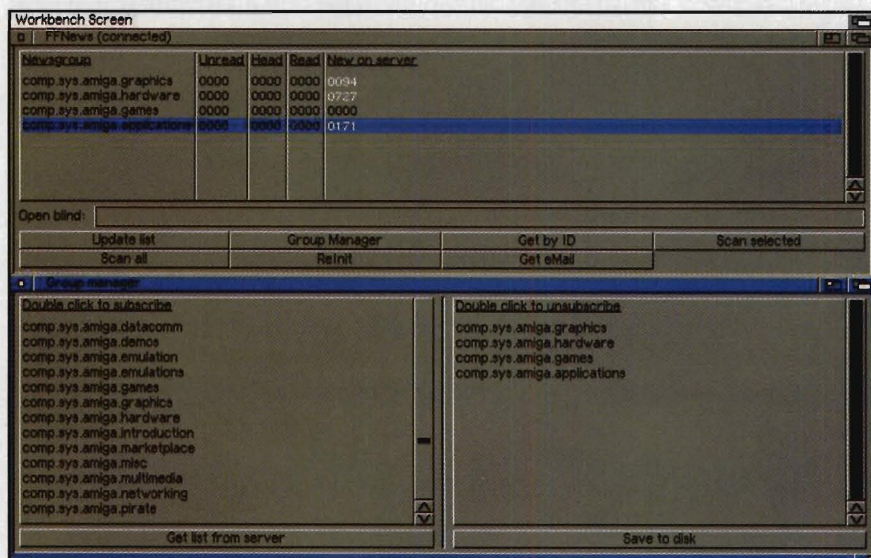 Workbench Screen
FFNews (connected)
Newsgroup Unread Head Read New on server
comp.sys.amiga.graphics 0000 0000 0000 0094
comp.sys.amiga.hardware 0000 0000 0000 0727
comp.sys.amiga.games 0000 0000 0000 0000
comp.sys.amiga.applications 0000 0000 0000 0171
Open blind:
Update list Group Manager Get by ID Scan selected
Scan all ReInit Get eMail
Group manager
Double click to subscribe
comp.sys.amiga.datacomm
comp.sys.amiga.demos
comp.sys.amiga.emulation
comp.sys.amiga.emulations
comp.sys.amiga.games
comp.sys.amiga.graphics
comp.sys.amiga.hardware
comp.sys.amiga.introduction
comp.sys.amiga.marketplace
comp.sys.amiga.misc
comp.sys.amiga.multimedia
comp.sys.amiga.networking
comp.sys.amiga.pirate
Get list from server
Double click to unsubscribe
comp.sys.amiga.graphics
comp.sys.amiga.hardware
comp.sys.amiga.games
comp.sys.amiga.applications
Save to disk